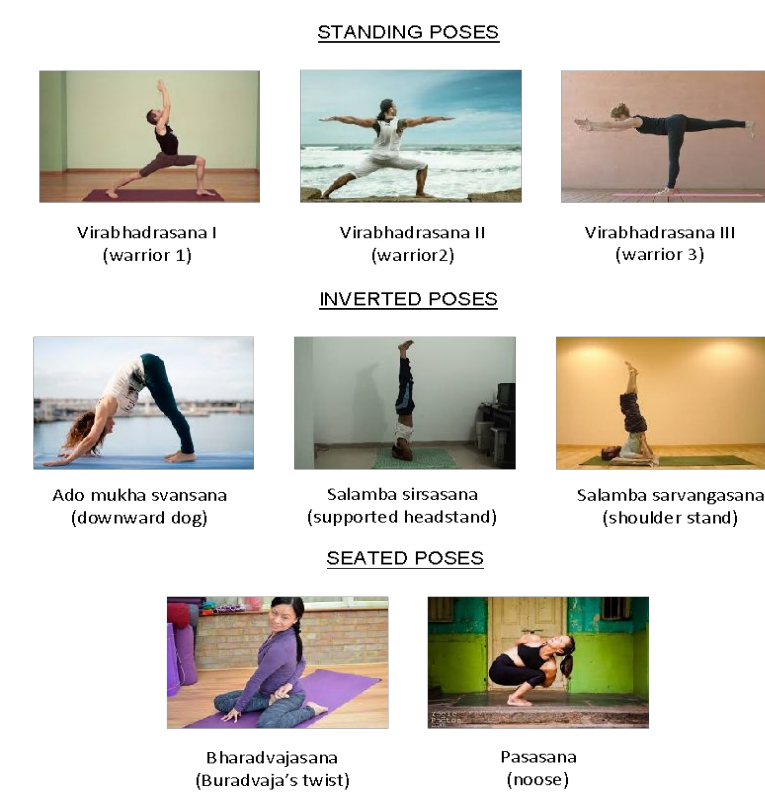 STANDING POSES
Virabhadrasana I
(warrior 1)
Virabhadrasana II
(warrior2)
Virabhadrasana III
(warrior 3)
INVERTED POSES
Ado mukha svansana
(downward dog)
Salamba sirsasana
(supported headstand)
Salamba sarvangasana
(shoulder stand)
SEATED POSES
Bharadvajasana
(Buradvaja’s twist)
Pasasana
(noose)